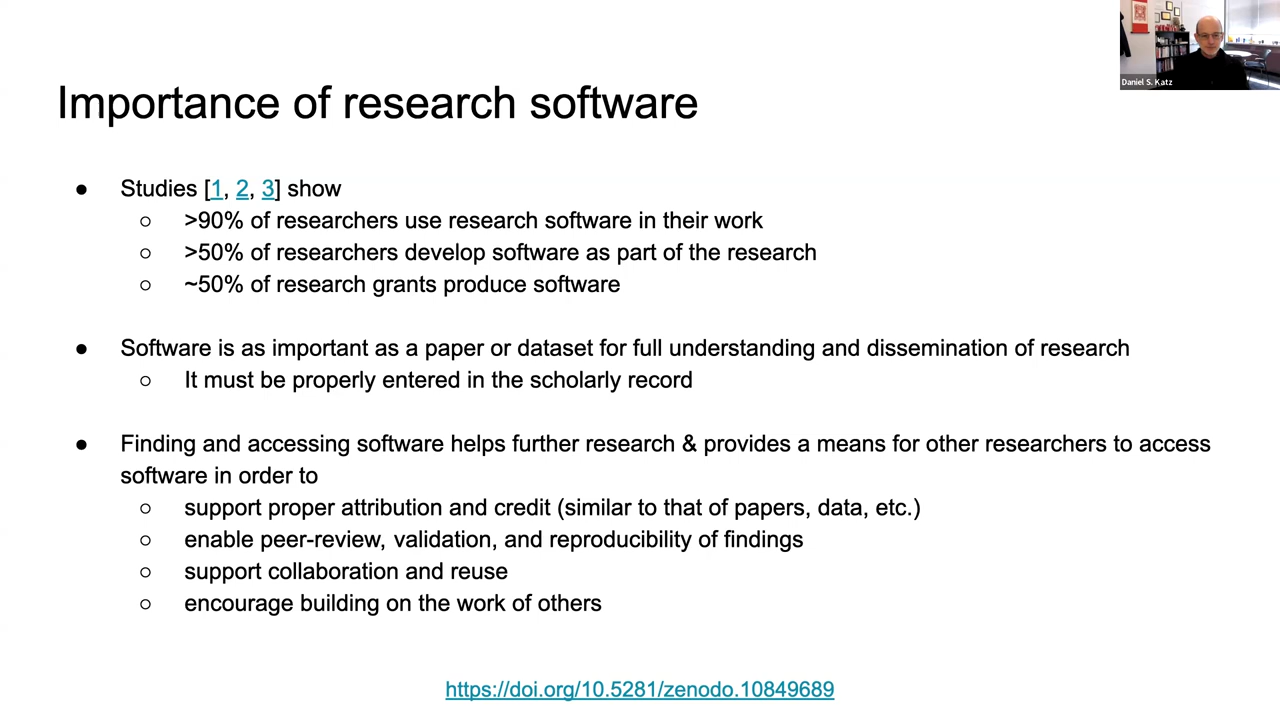 Daniel S. Katz
Importance of research software
● Studies [1, 2, 3] show
○ >90% of researchers use research software in their work
○ >50% of researchers develop software as part of the research
○ ~50% of research grants produce software
● Software is as important as a paper or dataset for full understanding and dissemination of research
○ It must be properly entered in the scholarly record
● Finding and accessing software helps further research & provides a means for other researchers to access
software in order to
○ support proper attribution and credit (similar to that of papers, data, etc.)
○ enable peer-review, validation, and reproducibility of findings
○ support collaboration and reuse
○ encourage building on the work of others
https://doi.org/10.5281/zenodo.10849689